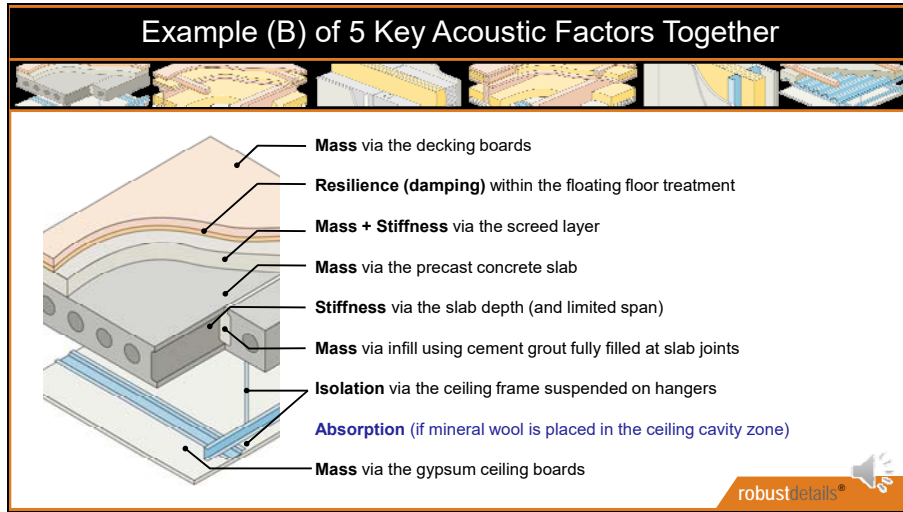 Example (B) of 5 Key Acoustic Factors Together
Mass via the decking boards
Resilience (damping) within the floating floor treatment
Mass + Stiffness via the screed layer
Mass via the precast concrete slab
Stiffness via the slab depth (and limited span)
Mass via infill using cement grout fully filled at slab joints
Isolation via the ceiling frame suspended on hangers
Absorption (if mineral wool is placed in the ceiling cavity zone)
Mass via the gypsum ceiling boards
robustdetails®